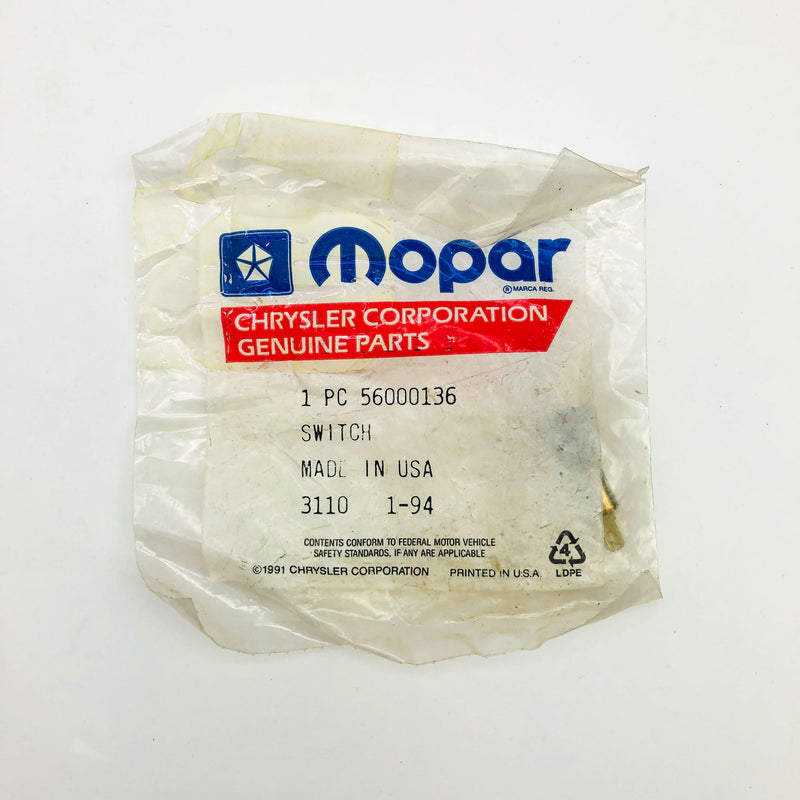 mopar
® MARCA REG.
CHRYSLER CORPORATION
GENUINE PARTS
1 PC 56000136
SWITCH
MADE IN USA
3110 1-94
CONTENTS CONFORM TO FEDERAL MOTOR VEHICLE
SAFETY STANDARDS, IF ANY ARE APPLICABLE
©1991 CHRYSLER CORPORATION PRINTED IN U.S.A.
4
LDPE